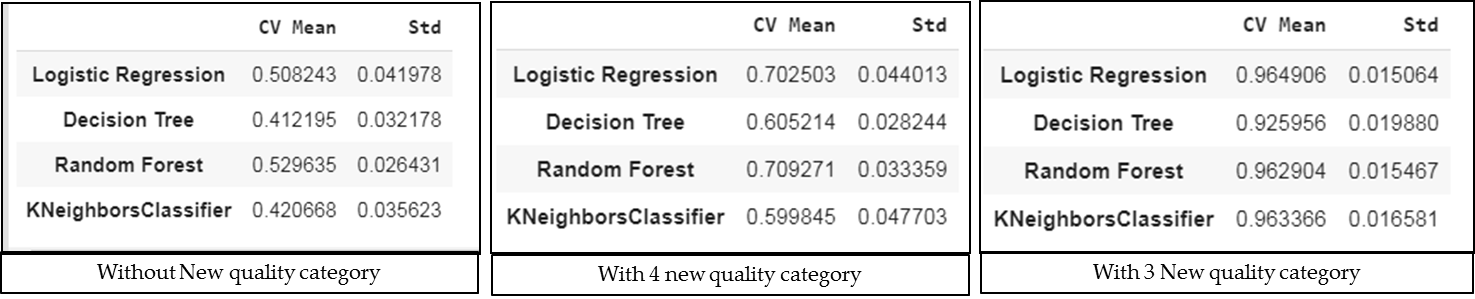 CV Mean Std
Logistic Regression 0.508243 0.041978
Decision Tree 0.412195 0.032178
Random Forest 0.529635 0.026431
KNeighborsClassifier 0.420668 0.035623
Without New quality category
CV Mean Std
Logistic Regression 0.702503 0.044013
Decision Tree 0.605214 0.028244
Random Forest 0.709271 0.033359
KNeighborsClassifier 0.599845 0.047703
With 4 new quality category
CV Mean Std
Logistic Regression 0.964906 0.015064
Decision Tree 0.925956 0.019880
Random Forest 0.962904 0.015467
KNeighborsClassifier 0.963366 0.016581
With 3 New quality category